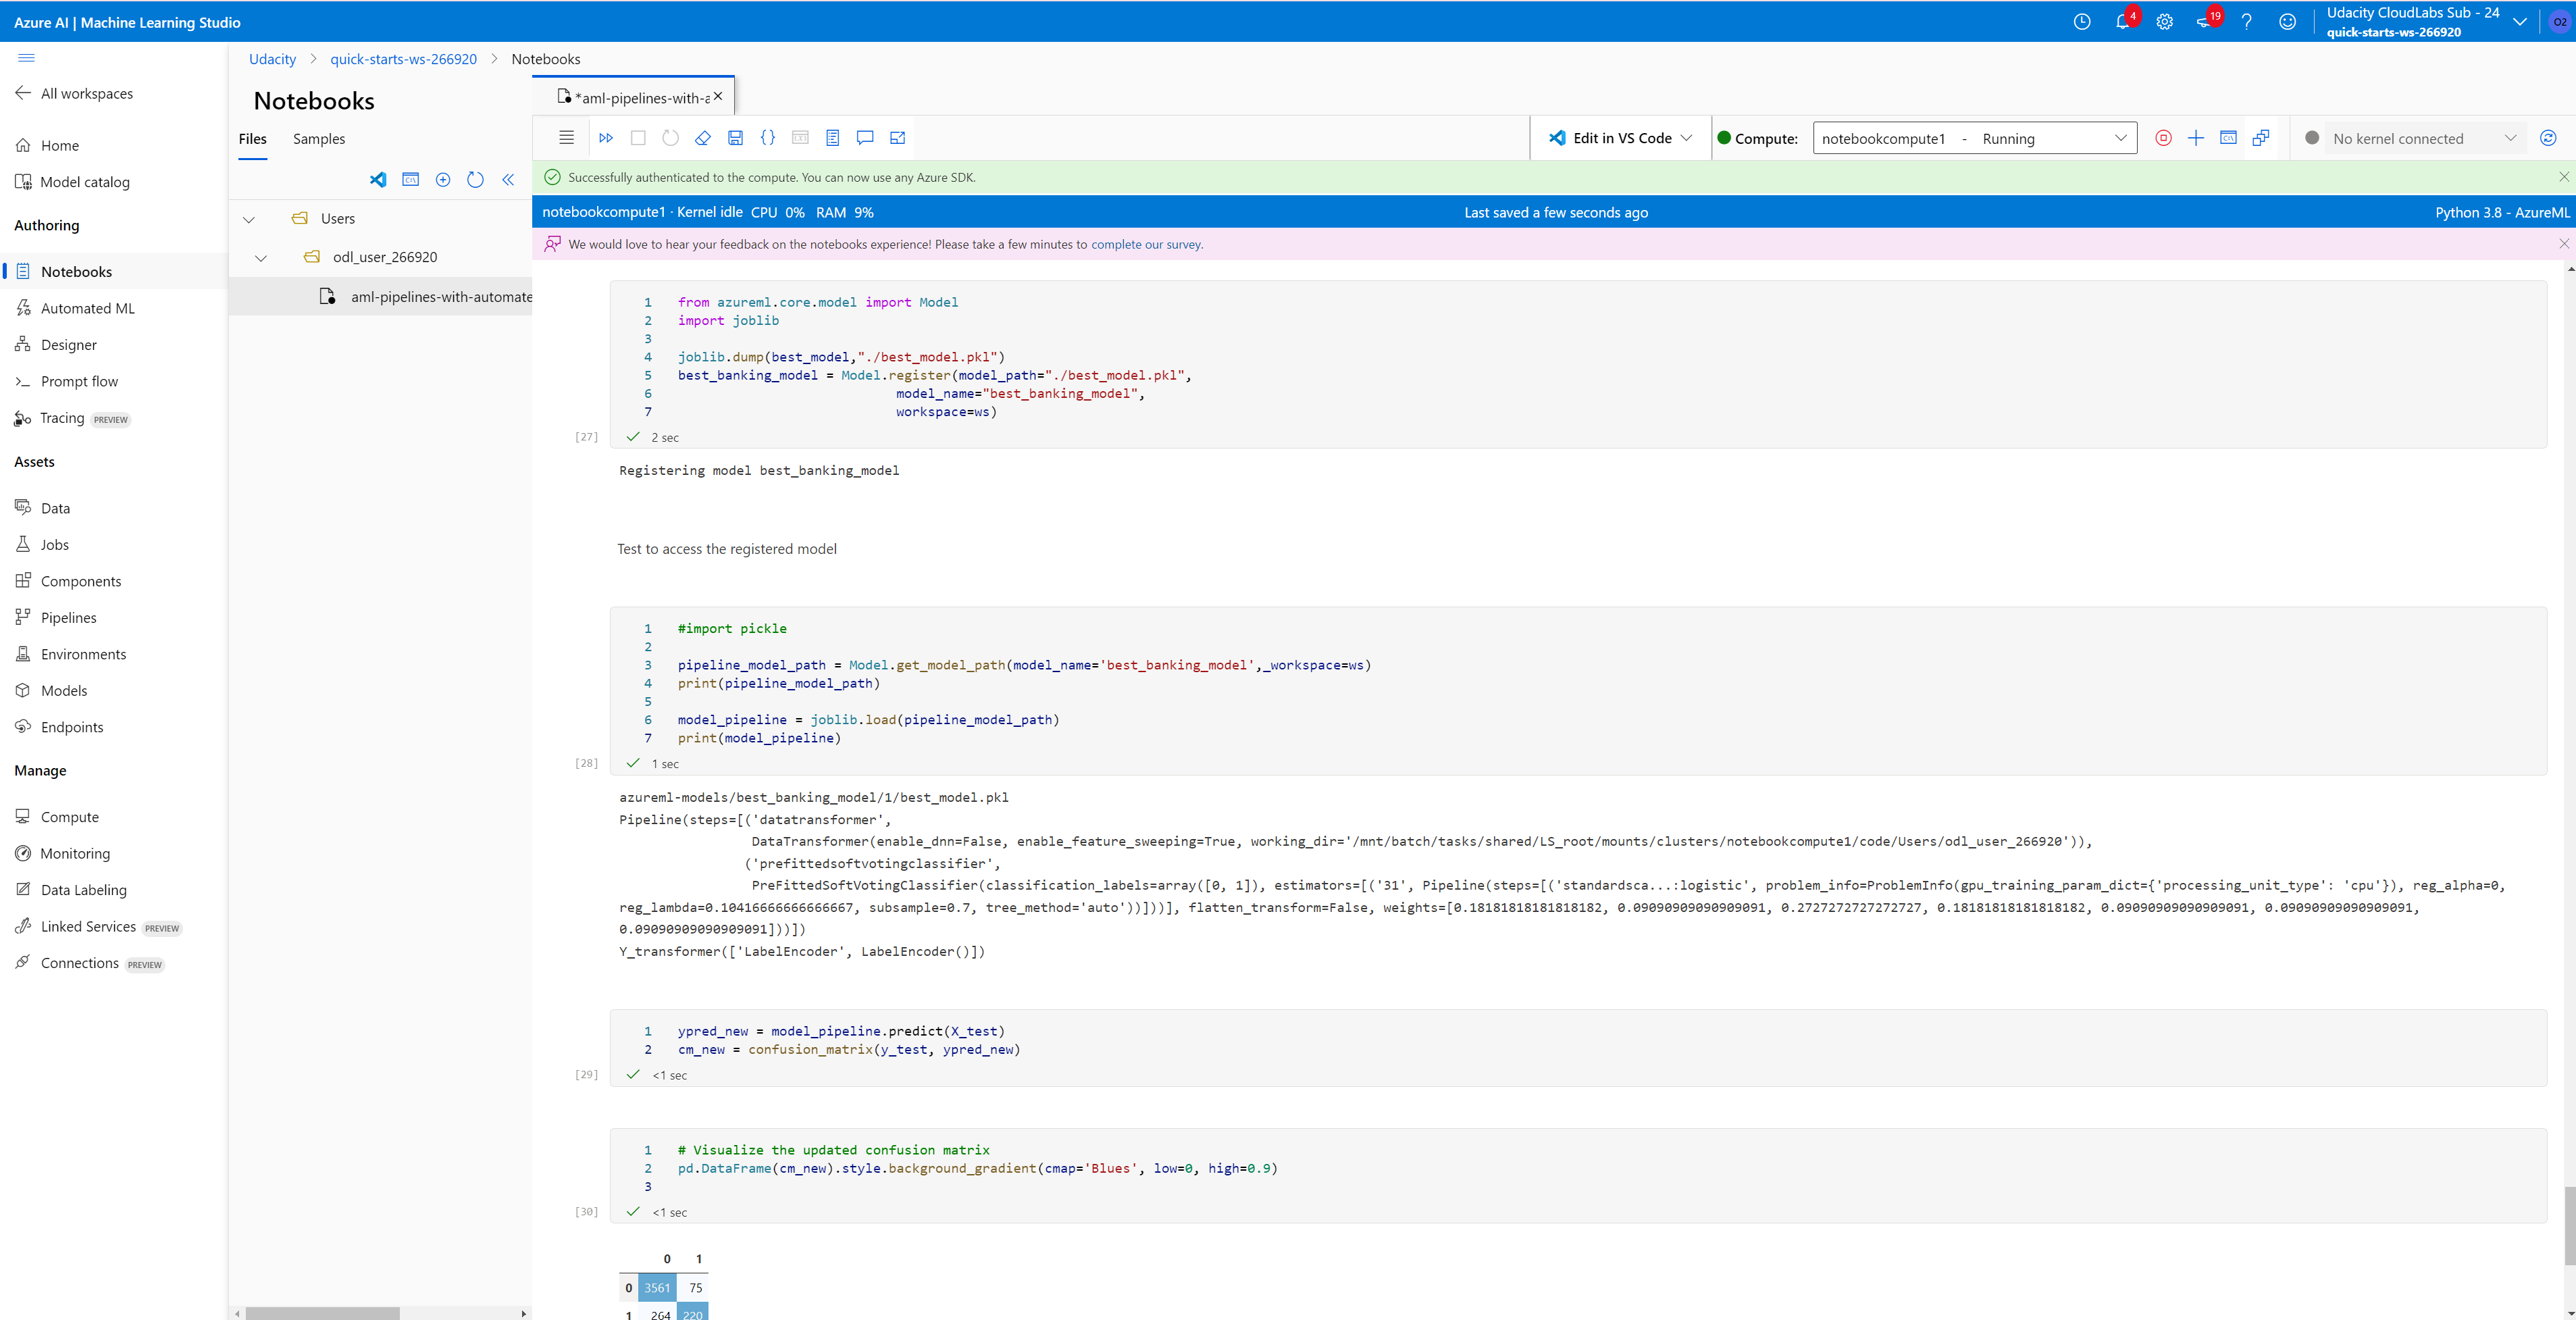 Azure AI | Machine Learning Studio
4
19
Udacity CloudLabs Sub - 24
quick-starts-ws-266920
O2
All workspaces
Home
Model catalog
Authoring
Notebooks
Automated ML
Designer
Prompt flow
Tracing PREVIEW
Assets
Data
Jobs
Components
Pipelines
Environments
Models
Endpoints
Manage
Compute
Monitoring
Data Labeling
Linked Services PREVIEW
Connections PREVIEW
Udacity > quick-starts-ws-266920 > Notebooks
Notebooks
Files Samples
Users
odl_user_266920
aml-pipelines-with-automate
*aml-pipelines-with-a
Edit in VS Code
Compute: notebookcompute1 - Running
No kernel connected
Successfully authenticated to the compute. You can now use any Azure SDK.
notebookcompute1 · Kernel idle CPU 0% RAM 9%
Last saved a few seconds ago
Python 3.8 - AzureML
We would love to hear your feedback on the notebooks experience! Please take a few minutes to complete our survey.
1 from azureml.core.model import Model
2 import joblib
3
4 joblib.dump(best_model,"./best_model.pkl")
5 best_banking_model = Model.register(model_path="./best_model.pkl",
6 model_name="best_banking_model",
7 workspace=ws)
[27] 2 sec
Registering model best_banking_model
Test to access the registered model
1 #import pickle
2
3 pipeline_model_path = Model.get_model_path(model_name='best_banking_model',_workspace=ws)
4 print(pipeline_model_path)
5
6 model_pipeline = joblib.load(pipeline_model_path)
7 print(model_pipeline)
[28] 1 sec
azureml-models/best_banking_model/1/best_model.pkl
Pipeline(steps=[('datatransformer',
DataTransformer(enable_dnn=False, enable_feature_sweeping=True, working_dir='/mnt/batch/tasks/shared/LS_root/mounts/clusters/notebookcompute1/code/Users/odl_user_266920')),
('prefittedsoftvotingclassifier',
PreFittedSoftVotingClassifier(classification_labels=array([0, 1]), estimators=[('31', Pipeline(steps=[('standardsca...:logistic', problem_info=ProblemInfo(gpu_training_param_dict={'processing_unit_type': 'cpu'}), reg_alpha=0,
reg_lambda=0.10416666666666667, subsample=0.7, tree_method='auto'))]))], flatten_transform=False, weights=[0.18181818181818182, 0.09090909090909091, 0.2727272727272727, 0.18181818181818182, 0.09090909090909091, 0.09090909090909091,
0.09090909090909091]))])
Y_transformer(['LabelEncoder', LabelEncoder()])
1 ypred_new = model_pipeline.predict(X_test)
2 cm_new = confusion_matrix(y_test, ypred_new)
[29] <1 sec
1 # Visualize the updated confusion matrix
2 pd.DataFrame(cm_new).style.background_gradient(cmap='Blues', low=0, high=0.9)
3
[30] <1 sec
0 1
0 3561 75
1 264 220